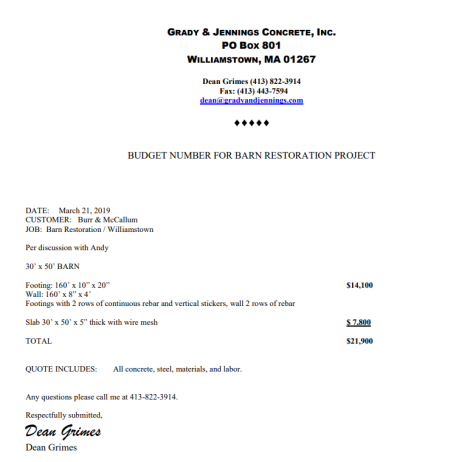 GRADY & JENNINGS CONCRETE, INC.
PO BOX 801
WILLIAMSTOWN, MA 01267
Dean Grimes (413) 822-3914
Fax: (413) 443-7594
dean@gradyandjennings.com
♦♦♦♦♦
BUDGET NUMBER FOR BARN RESTORATION PROJECT
DATE: March 21, 2019
CUSTOMER: Burr & McCallum
JOB: Barn Restoration / Williamstown
Per discussion with Andy
30' x 50' BARN
Footing: 160' x 10" x 20" $14,100
Wall: 160' x 8" x 4'
Footings with 2 rows of continuous rebar and vertical stickers, wall 2 rows of rebar
Slab 30' x 50' x 5" thick with wire mesh $ 7,800
TOTAL $21,900
QUOTE INCLUDES: All concrete, steel, materials, and labor.
Any questions please call me at 413-822-3914.
Respectfully submitted,
Dean Grimes
Dean Grimes